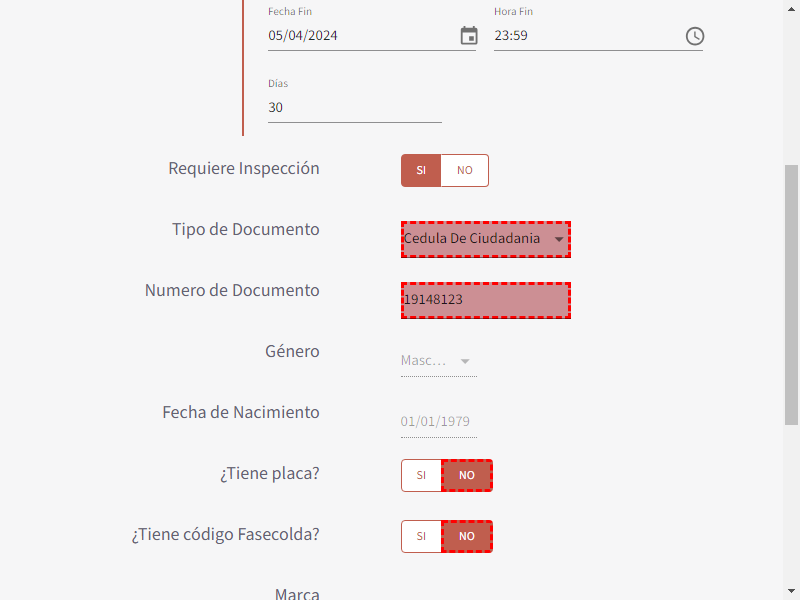 Fecha Fin
Hora Fin
05/04/2024
23:59
Días
30
Requiere Inspección
SI
NO
Tipo de Documento
Cedula De Ciudadania
Numero de Documento
19148123
Género
Masc...
Fecha de Nacimiento
01/01/1979
¿Tiene placa?
SI
NO
¿Tiene código Fasecolda?
SI
NO
Marca